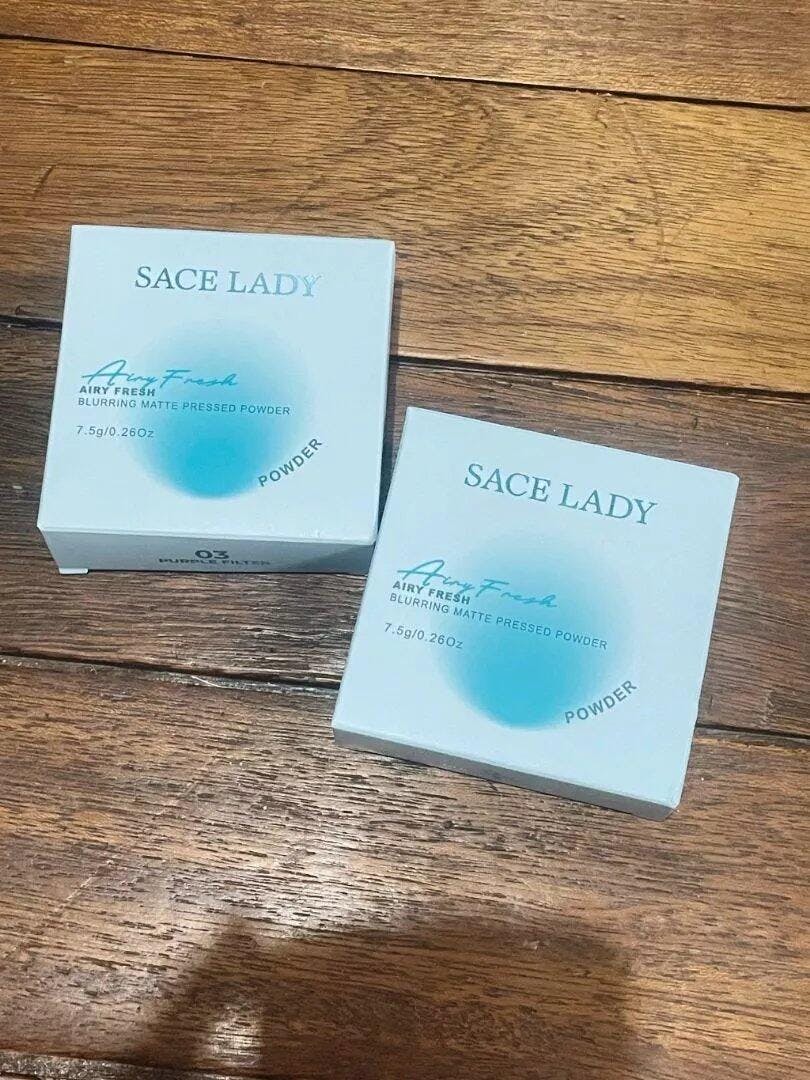 SACE LADY
Airy Fresh
AIRY FRESH
BLURRING MATTE PRESSED POWDER
7.5g/0.26Oz
POWDER
03
PURPLE FILTER
SACE LADY
Airy Fresh
AIRY FRESH
BLURRING MATTE PRESSED POWDER
7.5g/0.26Oz
POWDER